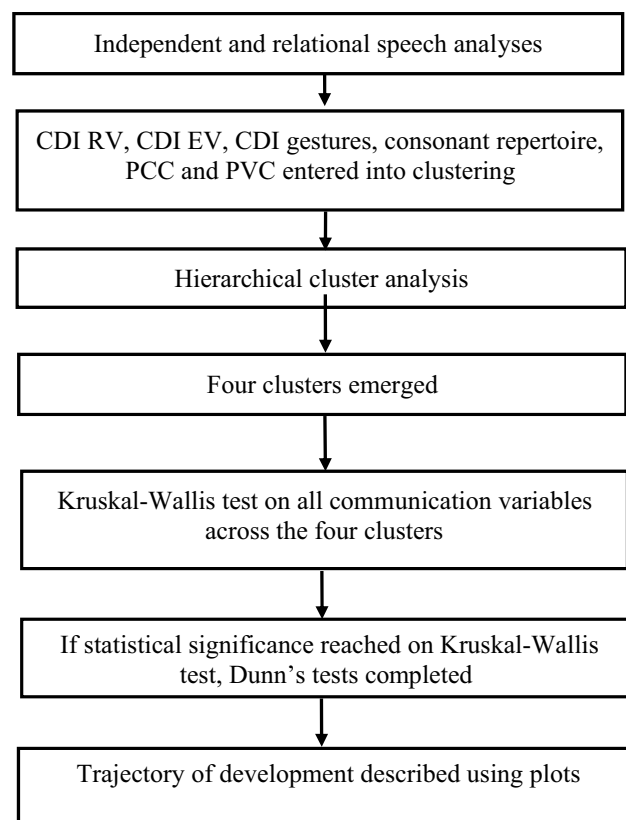 Independent and relational speech analyses
CDI RV, CDI EV, CDI gestures, consonant repertoire,
PCC and PVC entered into clustering
Hierarchical cluster analysis
Four clusters emerged
Kruskal-Wallis test on all communication variables
across the four clusters
If statistical significance reached on Kruskal-Wallis
test, Dunn’s tests completed
Trajectory of development described using plots